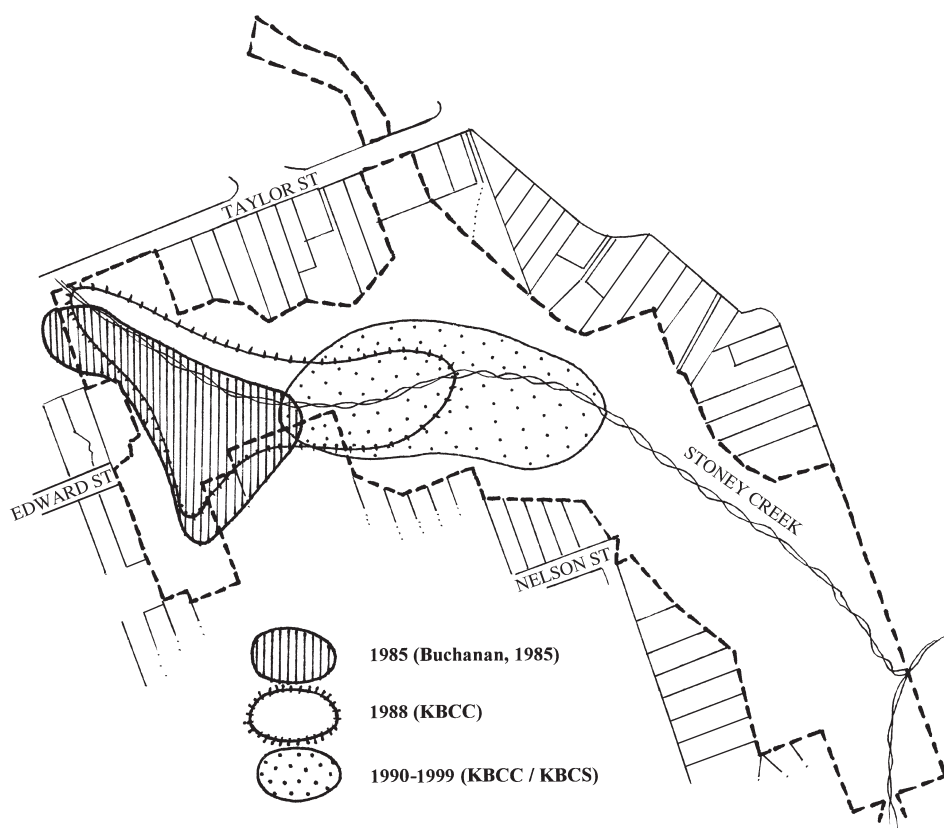 TAYLOR ST
STONEY CREEK
EDWARD ST
NELSON ST
1985 (Buchanan, 1985)
1988 (KBCC)
1990-1999 (KBCC / KBCS)